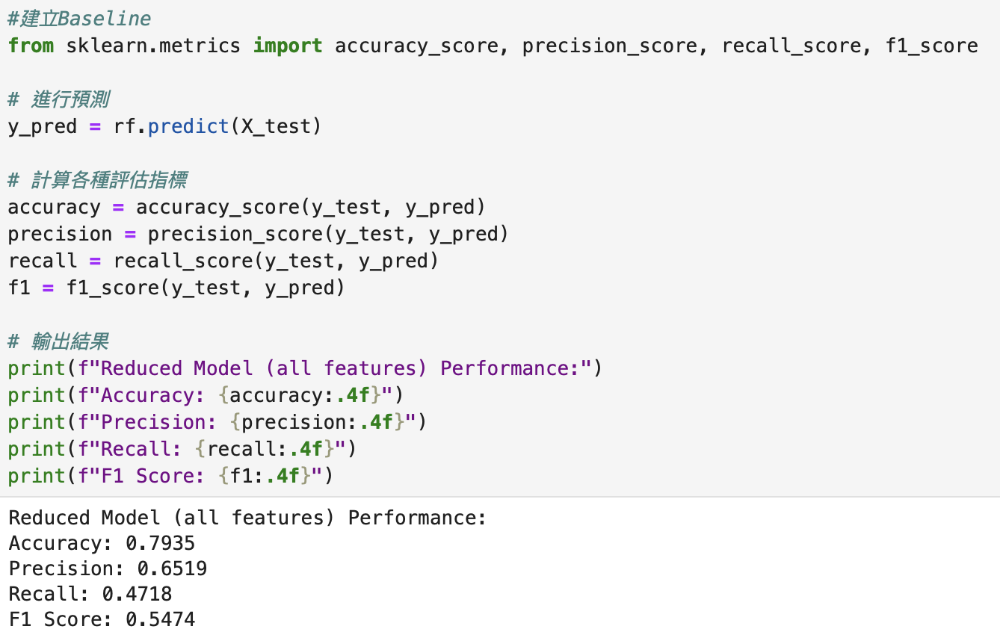 #建立Baseline
from sklearn.metrics import accuracy_score, precision_score, recall_score, f1_score
# 進行預測
y_pred = rf.predict(X_test)
# 計算各種評估指標
accuracy = accuracy_score(y_test, y_pred)
precision = precision_score(y_test, y_pred)
recall = recall_score(y_test, y_pred)
f1 = f1_score(y_test, y_pred)
# 輸出結果
print(f"Reduced Model (all features) Performance:")
print(f"Accuracy: {accuracy:.4f}")
print(f"Precision: {precision:.4f}")
print(f"Recall: {recall:.4f}")
print(f"F1 Score: {f1:.4f}")
Reduced Model (all features) Performance:
Accuracy: 0.7935
Precision: 0.6519
Recall: 0.4718
F1 Score: 0.5474